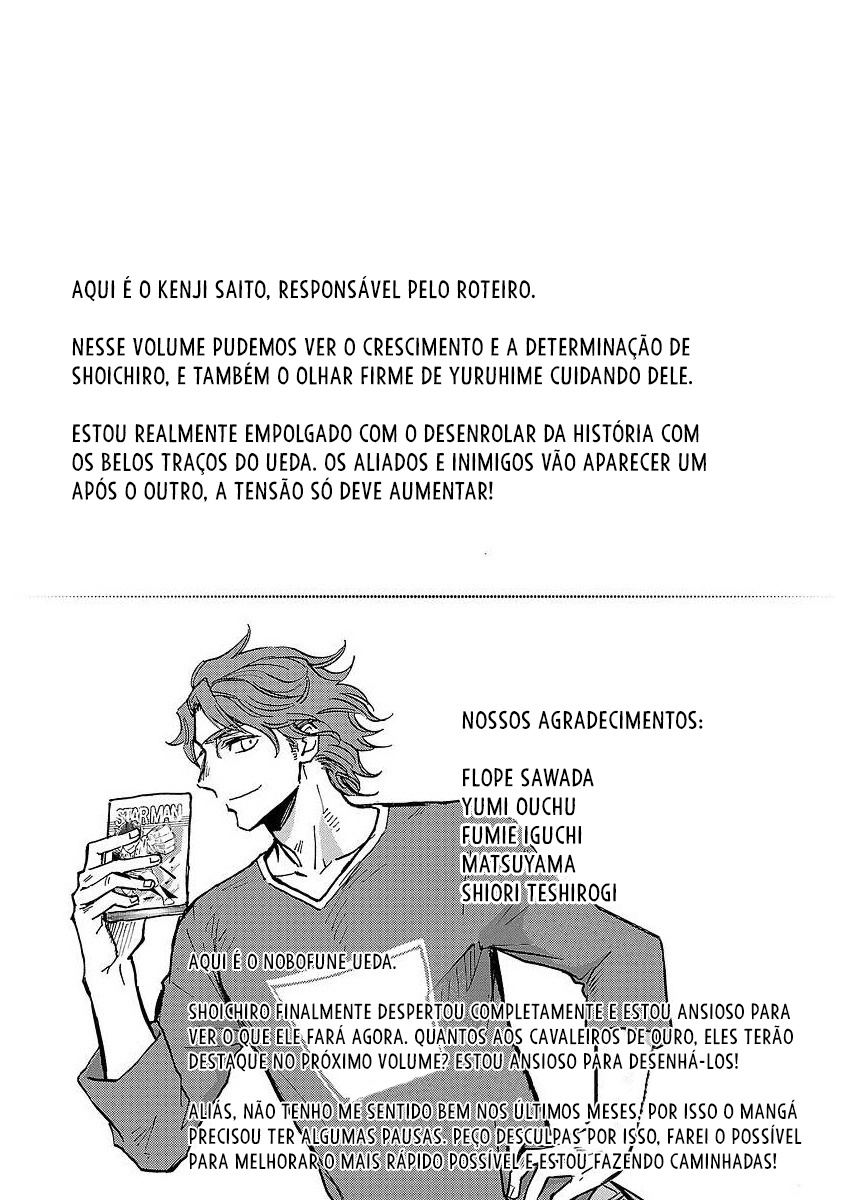 AQUI É O KENJI SAITO, RESPONSÁVEL PELO ROTEIRO.
NESSE VOLUME PUDEMOS VER O CRESCIMENTO E A DETERMINAÇÃO DE
SHOICHIRO, E TAMBÉM O OLHAR FIRME DE YURUHIME CUIDANDO DELE.
ESTOU REALMENTE EMPOLGADO COM O DESENROLAR DA HISTÓRIA COM
OS BELOS TRAÇOS DO UEDA. OS ALIADOS E INIMIGOS VÃO APARECER UM
APÓS O OUTRO, A TENSÃO SÓ DEVE AUMENTAR!
NOSSOS AGRADECIMENTOS:
FLOPE SAWADA
YUMI OUCHU
FUMIE IGUCHI
MATSUYAMA
SHIORI TESHIROGI
STARMAN
AQUI É O NOBOFUNE UEDA.
SHOICHIRO FINALMENTE DESPERTOU COMPLETAMENTE E ESTOU ANSIOSO PARA
VER O QUE ELE FARÁ AGORA. QUANTOS AOS CAVALEIROS DE OURO, ELES TERÃO
DESTAQUE NO PRÓXIMO VOLUME? ESTOU ANSIOSO PARA DESENHÁ-LOS!
ALIÁS, NÃO TENHO ME SENTIDO BEM NOS ÚLTIMOS MESES, POR ISSO O MANGÁ
PRECISOU TER ALGUMAS PAUSAS. PEÇO DESCULPAS POR ISSO, FAREI O POSSÍVEL
PARA MELHORAR O MAIS RÁPIDO POSSÍVEL E ESTOU FAZENDO CAMINHADAS!